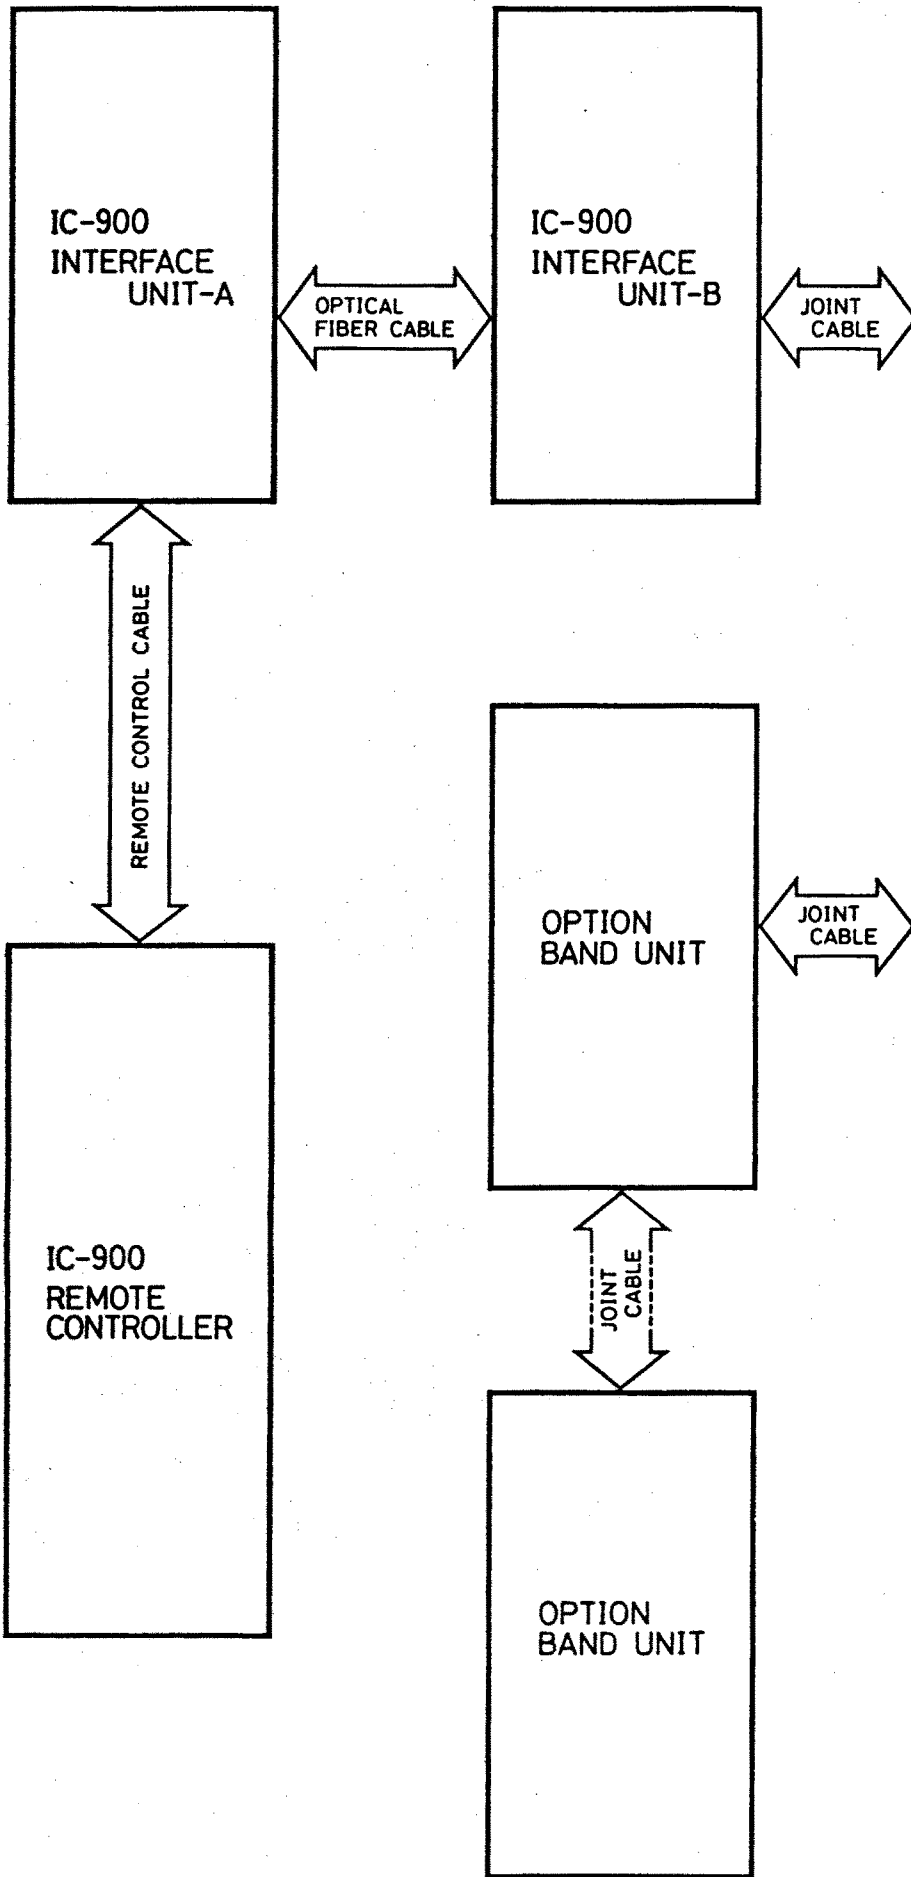 IC-900
INTERFACE
UNIT-A
OPTICAL
FIBER CABLE
IC-900
INTERFACE
UNIT-B
JOINT
CABLE
REMOTE CONTROL CABLE
OPTION
BAND UNIT
JOINT
CABLE
IC-900
REMOTE
CONTROLLER
JOINT
CABLE
OPTION
BAND UNIT